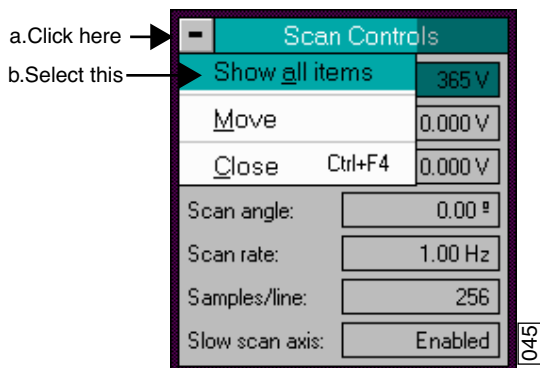 a.Click here
Scan Controls
b.Select this
Show all items
365 V
Move
0.000 V
Close Ctrl+F4
0.000 V
Scan angle: 0.00 º
Scan rate: 1.00 Hz
Samples/line: 256
Slow scan axis: Enabled
045